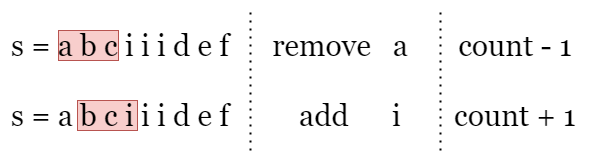 s = a b c i i i d e f remove a count - 1
s = a b c i i i d e f add i count + 1